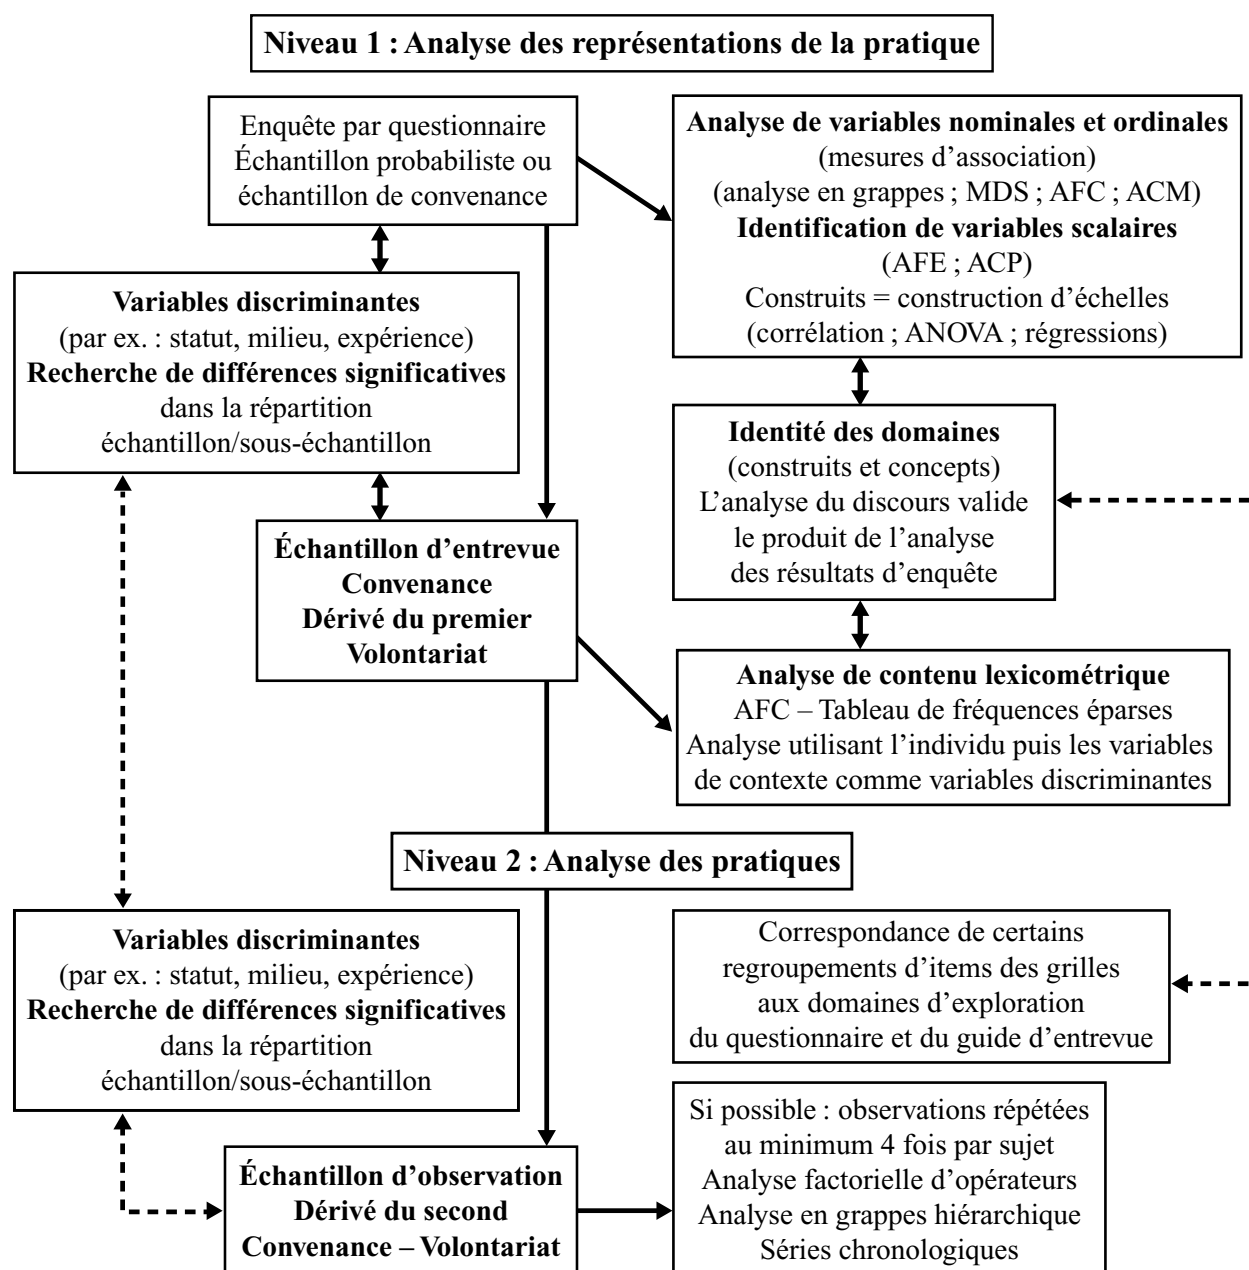 Niveau 1 : Analyse des représentations de la pratique
Enquête par questionnaire
Échantillon probabiliste ou
échantillon de convenance
Analyse de variables nominales et ordinales
(mesures d’association)
(analyse en grappes ; MDS ; AFC ; ACM)
Identification de variables scalaires
(AFE ; ACP)
Construits = construction d’échelles
(corrélation ; ANOVA ; régressions)
Variables discriminantes
(par ex. : statut, milieu, expérience)
Recherche de différences significatives
dans la répartition
échantillon/sous-échantillon
Identité des domaines
(construits et concepts)
L’analyse du discours valide
le produit de l’analyse
des résultats d’enquête
Échantillon d’entrevue
Convenance
Dérivé du premier
Volontariat
Analyse de contenu lexicométrique
AFC – Tableau de fréquences éparses
Analyse utilisant l’individu puis les variables
de contexte comme variables discriminantes
Niveau 2 : Analyse des pratiques
Variables discriminantes
(par ex. : statut, milieu, expérience)
Recherche de différences significatives
dans la répartition
échantillon/sous-échantillon
Correspondance de certains
regroupements d’items des grilles
aux domaines d’exploration
du questionnaire et du guide d’entrevue
Échantillon d’observation
Dérivé du second
Convenance – Volontariat
Si possible : observations répétées
au minimum 4 fois par sujet
Analyse factorielle d’opérateurs
Analyse en grappes hiérarchique
Séries chronologiques